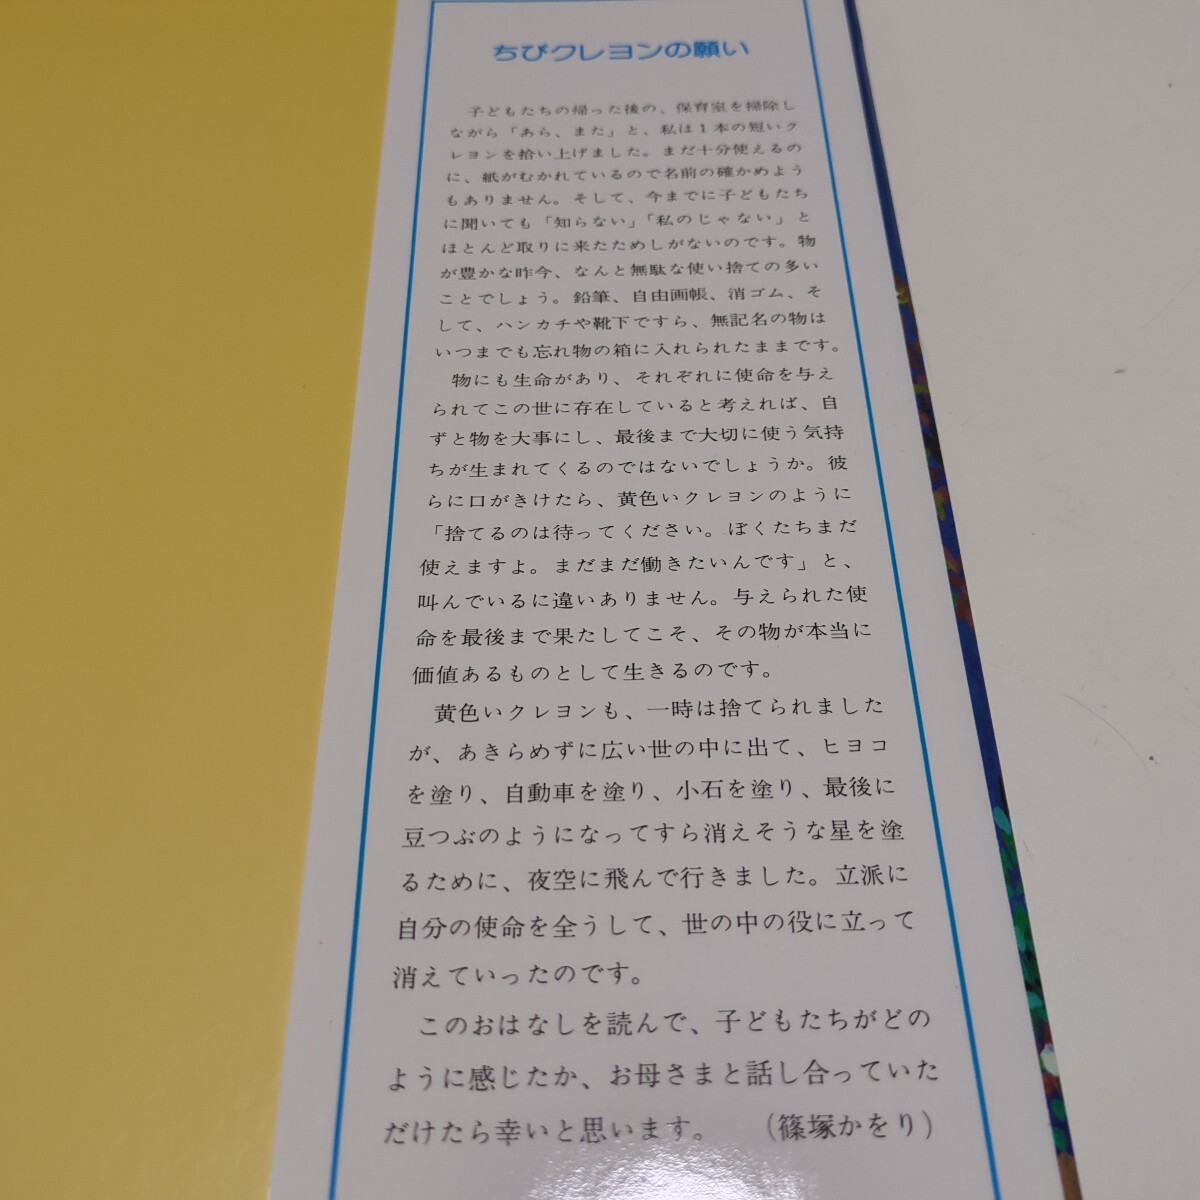 ちびクレヨンの願い
子どもたちの帰った後の、保育室を掃除し
ながら「あら、また」と、私は1本の短いク
レヨンを拾い上げました。まだ十分使えるの
に、紙がむかれているので名前の確かめよう
もありません。そして、今までに子どもたち
に聞いても「知らない」「私のじゃない」と
ほとんど取りに来たためしがないのです。物
が豊かな昨今、なんと無駄な使い捨ての多い
ことでしょう。鉛筆、自由画帳、消ゴム、そ
して、ハンカチや靴下ですら、無記名の物は
いつまでも忘れ物の箱に入れられたままです。
物にも生命があり、それぞれに使命を与え
られてこの世に存在していると考えれば、自
ずと物を大事にし、最後まで大切に使う気持
ちが生まれてくるのではないでしょうか。彼
らに口がきけたら、黄色いクレヨンのように
「捨てるのは待ってください。ぼくたちまだ
使えますよ。まだまだ働きたいんです」と、
叫んでいるに違いありません。与えられた使
命を最後まで果たしてこそ、その物が本当に
価値あるものとして生きるのです。
黄色いクレヨンも、一時は捨てられました
が、あきらめずに広い世の中に出て、ヒヨコ
を塗り、自動車を塗り、小石を塗り、最後に
豆つぶのようになってすら消えそうな星を塗
るために、夜空に飛んで行きました。立派に
自分の使命を全うして、世の中の役に立って
消えていったのです。
このおはなしを読んで、子どもたちがどの
ように感じたか、お母さまと話し合っていた
だけたら幸いと思います。 （篠塚かをり）